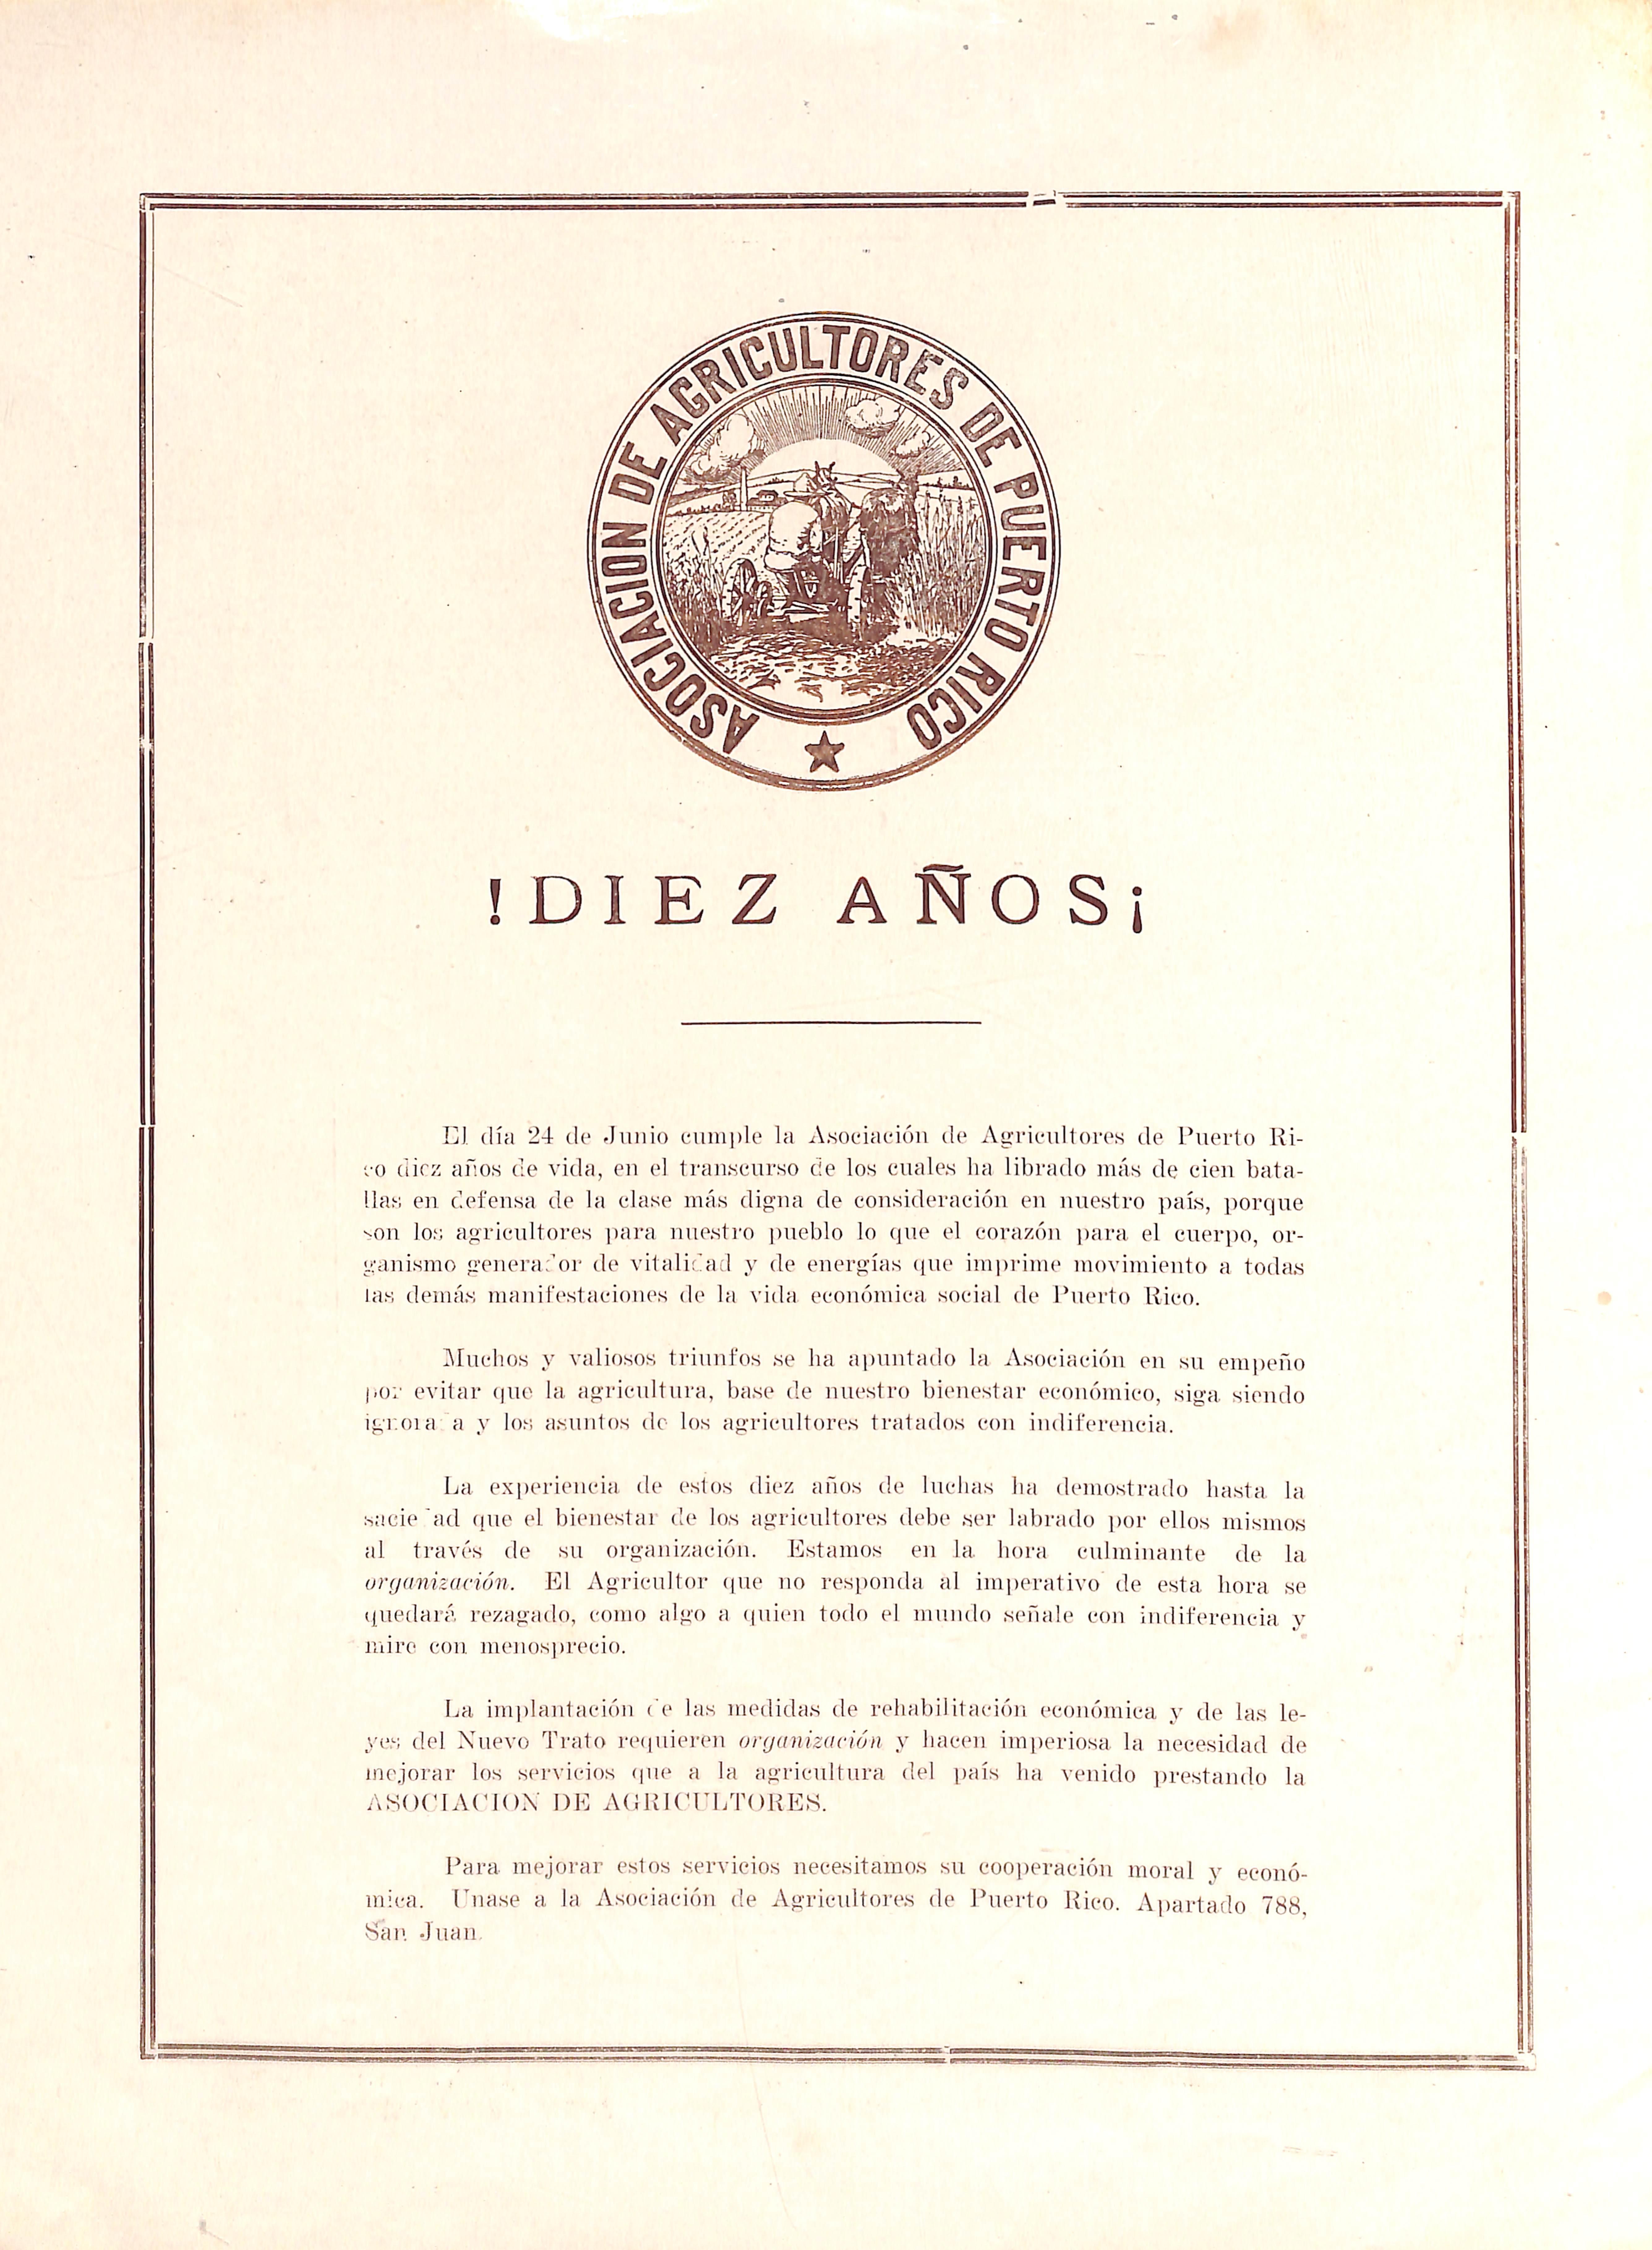 ASOCIACION DE AGRICULTORES DE PUERTO RICO
!DIEZ AÑOS¡
El día 24 de Junio cumple la Asociación de Agricultores de Puerto Ri-
co diez años de vida, en el transcurso de los cuales ha librado más de cien bata-
llas en defensa de la clase más digna de consideración en nuestro país, porque
son los agricultores para nuestro pueblo lo que el corazón para el cuerpo, or-
ganismo generador de vitalidad y de energías que imprime movimiento a todas
las demás manifestaciones de la vida económica social de Puerto Rico.
Muchos y valiosos triunfos se ha apuntado la Asociación en su empeño
por evitar que la agricultura, base de nuestro bienestar económico, siga siendo
ignorada y los asuntos de los agricultores tratados con indiferencia.
La experiencia de estos diez años de luchas ha demostrado hasta la
saciedad que el bienestar de los agricultores debe ser labrado por ellos mismos
al través de su organización. Estamos en la hora culminante de la
organización. El Agricultor que no responda al imperativo de esta hora se
quedará rezagado, como algo a quien todo el mundo señale con indiferencia y
mire con menosprecio.
La implantación de las medidas de rehabilitación económica y de las le-
yes del Nuevo Trato requieren organización y hacen imperiosa la necesidad de
mejorar los servicios que a la agricultura del país ha venido prestando la
ASOCIACION DE AGRICULTORES.
Para mejorar estos servicios necesitamos su cooperación moral y econó-
mica. Unase a la Asociación de Agricultores de Puerto Rico. Apartado 788,
San Juan.